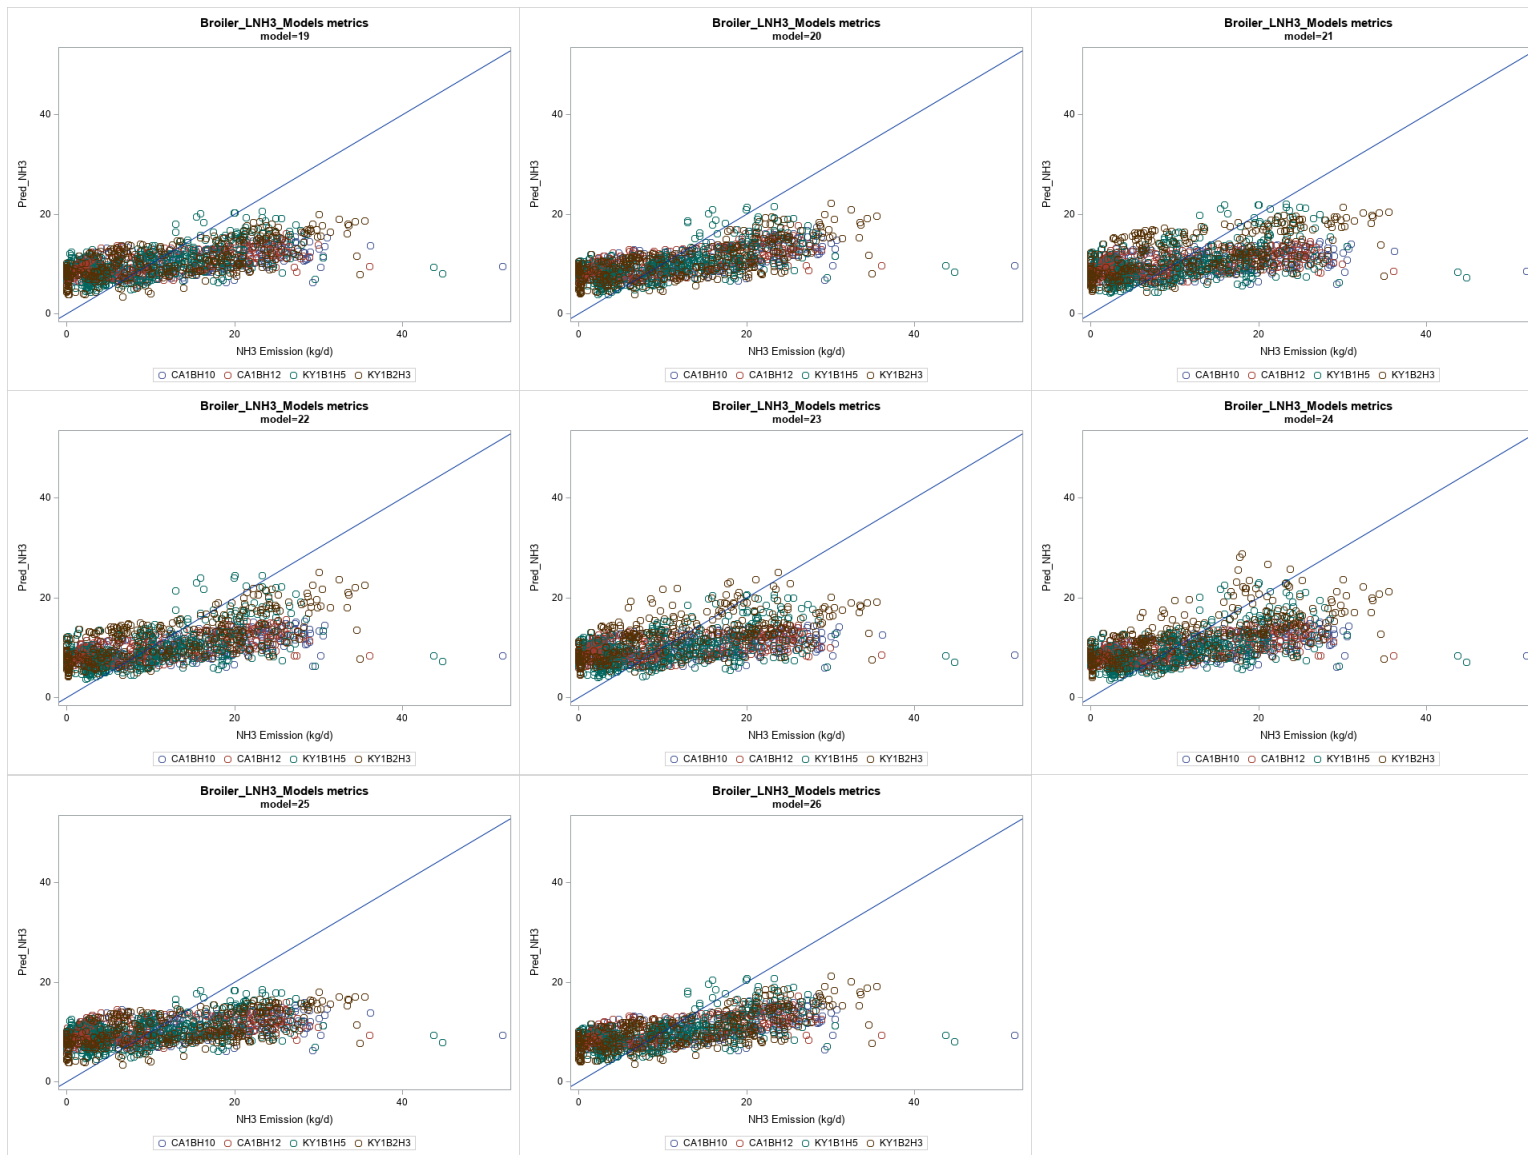 Broiler_LNH3_Models metrics
model=19
40
20
0
Pred_NH3
0 20 40
NH3 Emission (kg/d)
CA1BH10 CA1BH12 KY1B1H5 KY1B2H3
Broiler_LNH3_Models metrics
model=20
40
20
0
Pred_NH3
0 20 40
NH3 Emission (kg/d)
CA1BH10 CA1BH12 KY1B1H5 KY1B2H3
Broiler_LNH3_Models metrics
model=21
40
20
0
Pred_NH3
0 20 40
NH3 Emission (kg/d)
CA1BH10 CA1BH12 KY1B1H5 KY1B2H3
Broiler_LNH3_Models metrics
model=22
40
20
0
Pred_NH3
0 20 40
NH3 Emission (kg/d)
CA1BH10 CA1BH12 KY1B1H5 KY1B2H3
Broiler_LNH3_Models metrics
model=23
40
20
0
Pred_NH3
0 20 40
NH3 Emission (kg/d)
CA1BH10 CA1BH12 KY1B1H5 KY1B2H3
Broiler_LNH3_Models metrics
model=24
40
20
0
Pred_NH3
0 20 40
NH3 Emission (kg/d)
CA1BH10 CA1BH12 KY1B1H5 KY1B2H3
Broiler_LNH3_Models metrics
model=25
40
20
0
Pred_NH3
0 20 40
NH3 Emission (kg/d)
CA1BH10 CA1BH12 KY1B1H5 KY1B2H3
Broiler_LNH3_Models metrics
model=26
40
20
0
Pred_NH3
0 20 40
NH3 Emission (kg/d)
CA1BH10 CA1BH12 KY1B1H5 KY1B2H3